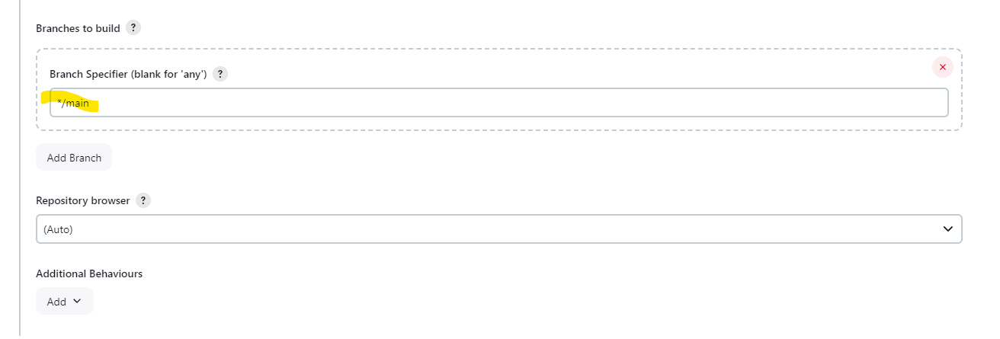 Branches to build ?
Branch Specifier (blank for 'any') ?
*/main
Add Branch
Repository browser ?
(Auto)
Additional Behaviours
Add